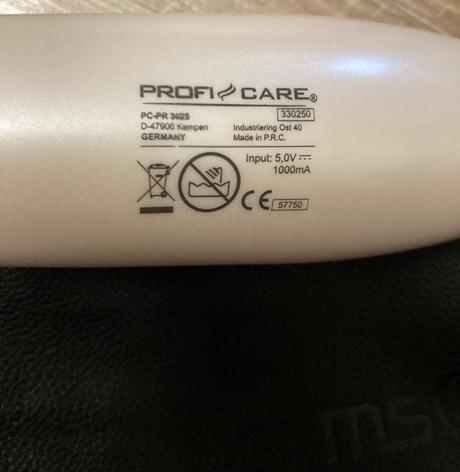 PROFI CARE®
PC-PR 3025 330250
D-47906 Kempen Industriering Ost 40
GERMANY Made in P.R.C.
Input: 5,0V ⎓
1000mA
CE 57750